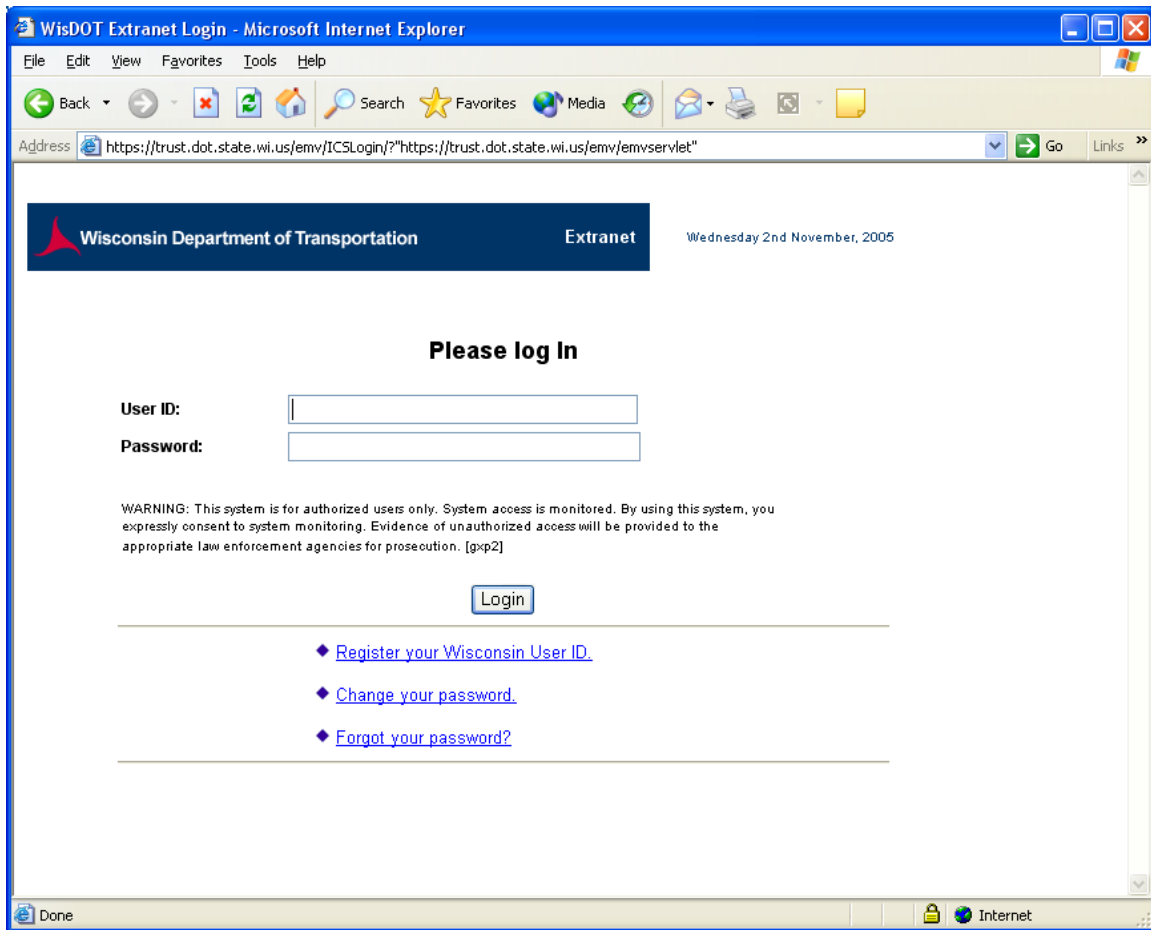 WisDOT Extranet Login - Microsoft Internet Explorer
File Edit View Favorites Tools Help
Back Search Favorites Media
Address https://trust.dot.state.wi.us/emv/ICSLogin/?"https://trust.dot.state.wi.us/emv/emvservlet" Go Links »
Wisconsin Department of Transportation Extranet Wednesday 2nd November, 2005
Please log In
User ID:
Password:
WARNING: This system is for authorized users only. System access is monitored. By using this system, you
expressly consent to system monitoring. Evidence of unauthorized access will be provided to the
appropriate law enforcement agencies for prosecution. [gxp2]
Login
Register your Wisconsin User ID.
Change your password.
Forgot your password?
Done Internet